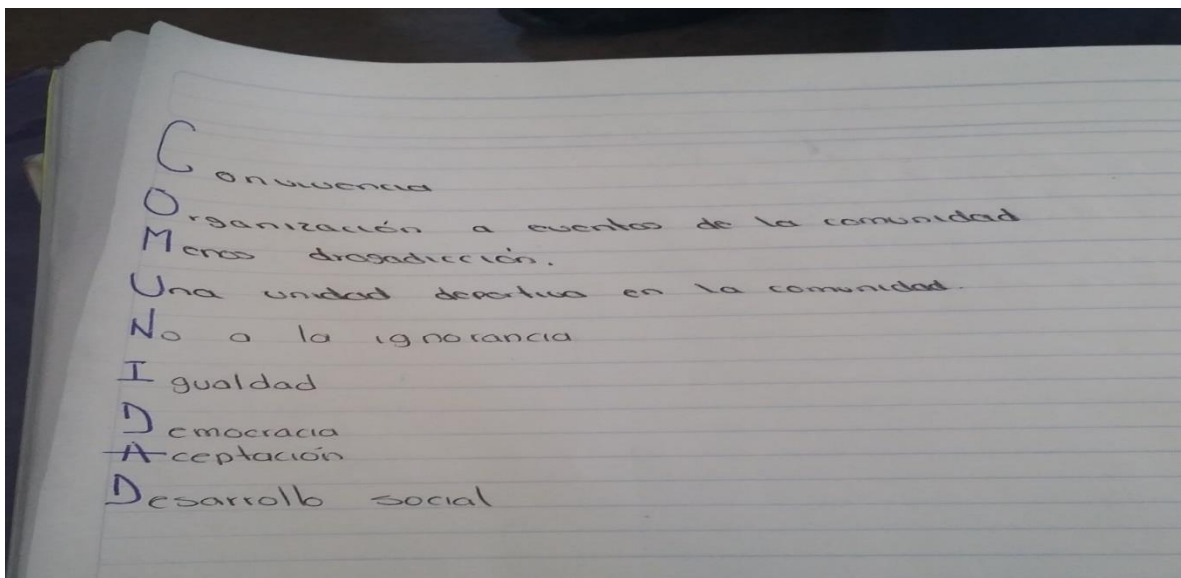 Convivencia
Organización a eventos de la comunidad
Menos drogadicción.
Una unidad deportiva en la comunidad.
No a la ignorancia
Igualdad
Democracia
Aceptación
Desarrollo social